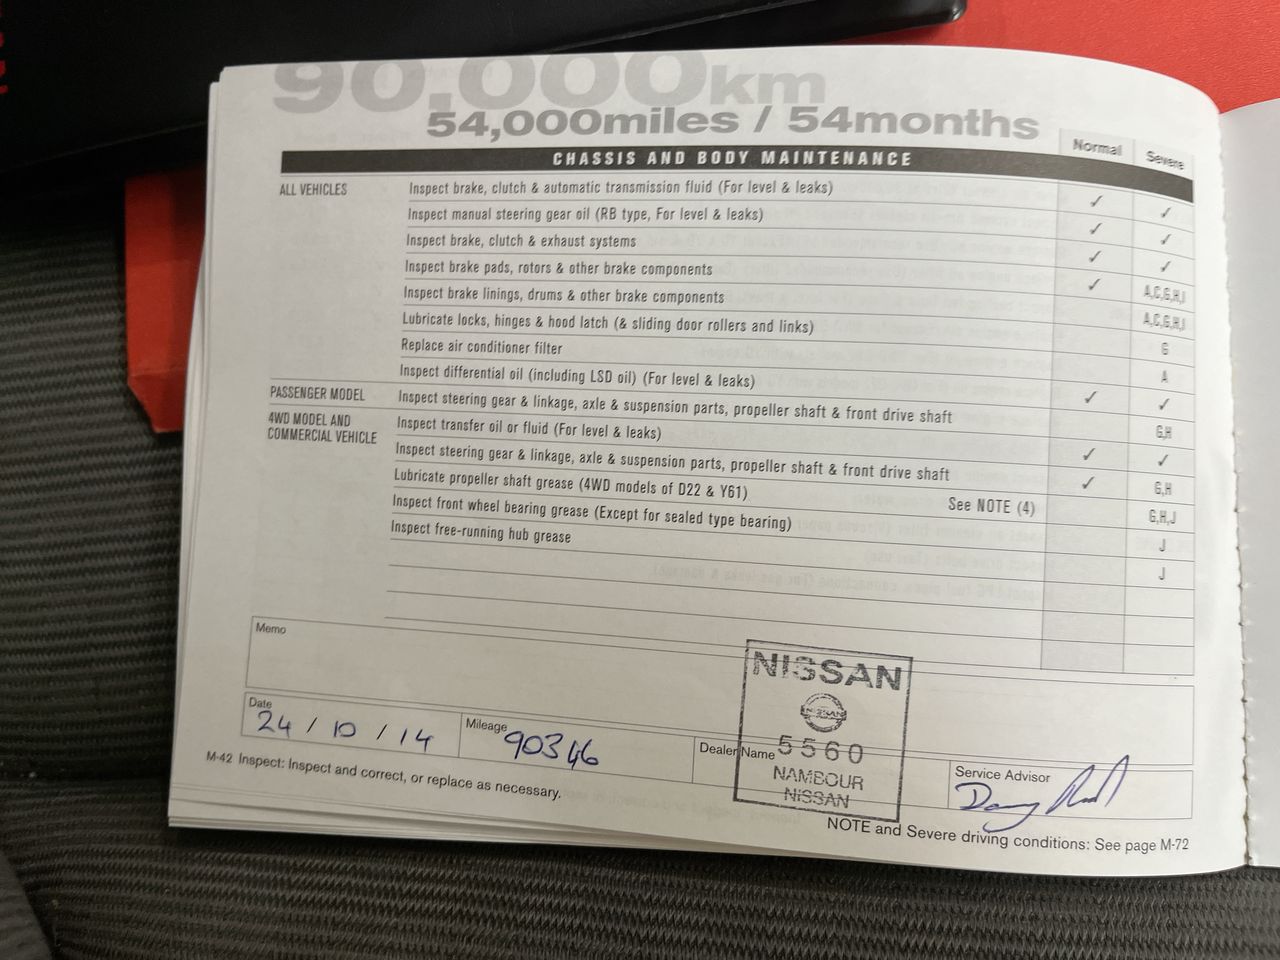 90,000km
54,000miles / 54months
Normal Severe
CHASSIS AND BODY MAINTENANCE
ALL VEHICLES Inspect brake, clutch & automatic transmission fluid (For level & leaks) ✓ ✓
Inspect manual steering gear oil (RB type, For level & leaks) ✓ ✓
Inspect brake, clutch & exhaust systems ✓ ✓
Inspect brake pads, rotors & other brake components ✓ A,C,G,H,I
Inspect brake linings, drums & other brake components A,C,G,H,I
Lubricate locks, hinges & hood latch (& sliding door rollers and links) G
Replace air conditioner filter A
Inspect differential oil (including LSD oil) (For level & leaks) ✓ ✓
PASSENGER MODEL Inspect steering gear & linkage, axle & suspension parts, propeller shaft & front drive shaft G,H
4WD MODEL AND
COMMERCIAL VEHICLE
Inspect transfer oil or fluid (For level & leaks) ✓ ✓
Inspect steering gear & linkage, axle & suspension parts, propeller shaft & front drive shaft ✓ G,H
Lubricate propeller shaft grease (4WD models of D22 & Y61) See NOTE (4) G,H,J
Inspect front wheel bearing grease (Except for sealed type bearing) J
Inspect free-running hub grease J
Memo
NISSAN
NISSAN
5560
NAMBOUR
NISSAN
Date 24 / 10 / 14
Mileage 90346
Dealer Name
Service Advisor
M-42 Inspect: Inspect and correct, or replace as necessary.
NOTE and Severe driving conditions: See page M-72